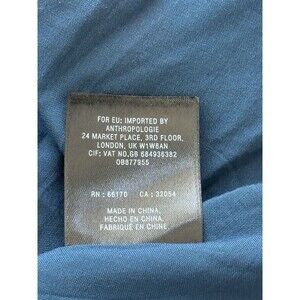 FOR EU: IMPORTED BY
ANTHROPOLOGIE
24 MARKET PLACE, 3RD FLOOR,
LONDON, UK W1W8AN
CIF: VAT NO,GB 684936382
OB877955
RN : 66170 CA : 32054
MADE IN CHINA,
HECHO EN CHINA,
FABRIQUÉ EN CHINE